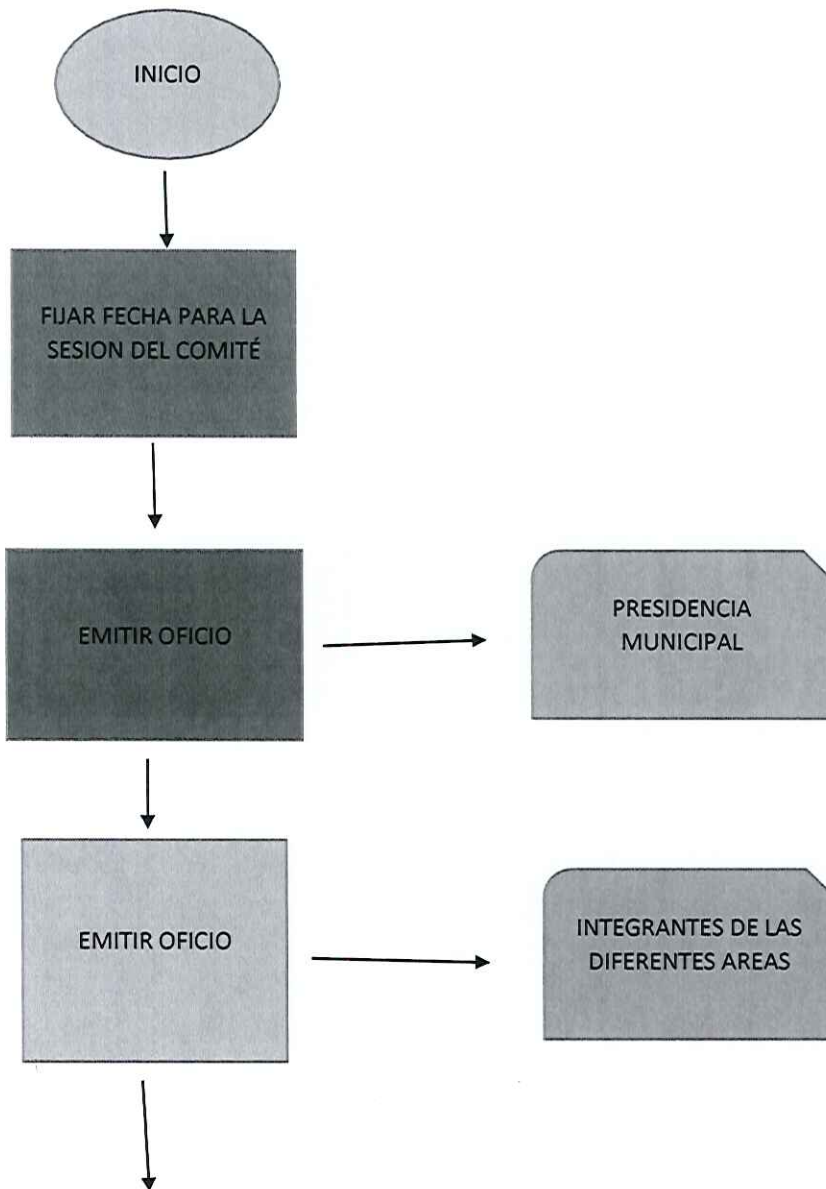 INICIO
FIJAR FECHA PARA LA
SESION DEL COMITÉ
EMITIR OFICIO
PRESIDENCIA
MUNICIPAL
EMITIR OFICIO
INTEGRANTES DE LAS
DIFERENTES AREAS